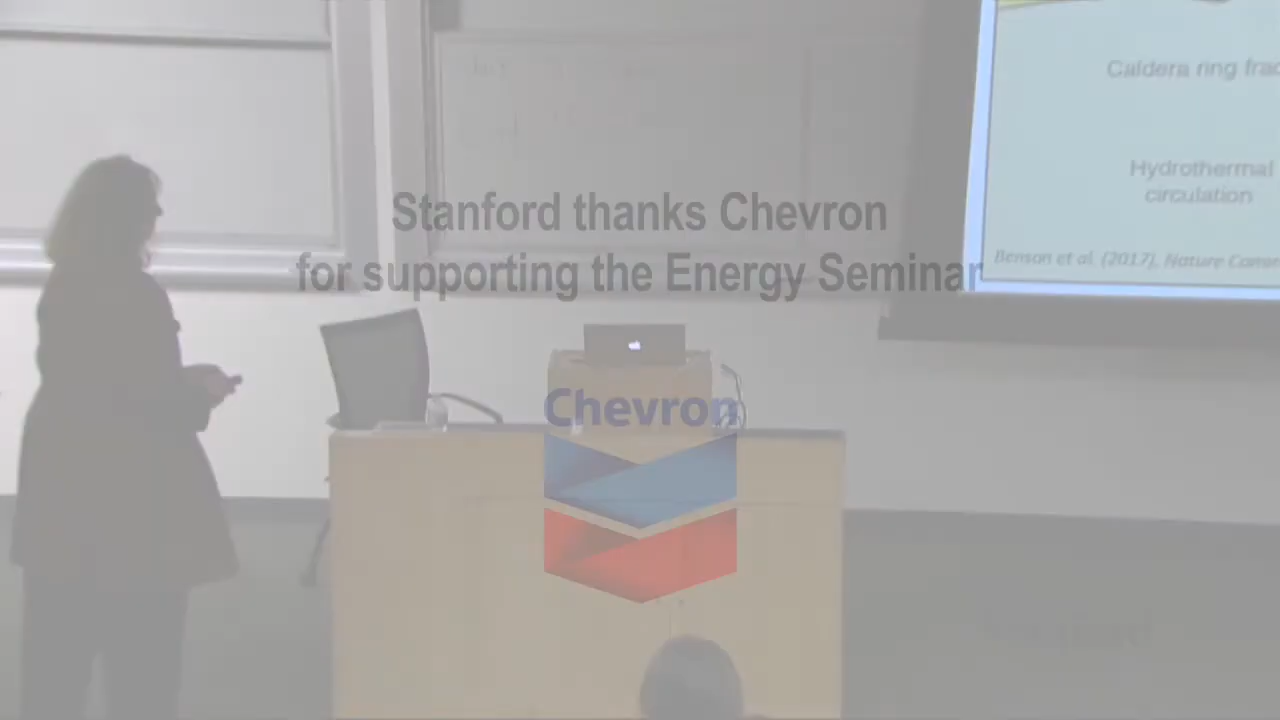 Caldera ring frac
Hydrothermal
circulation
Benson et al. (2017), Nature Comm
Stanford thanks Chevron
for supporting the Energy Seminar
Chevron